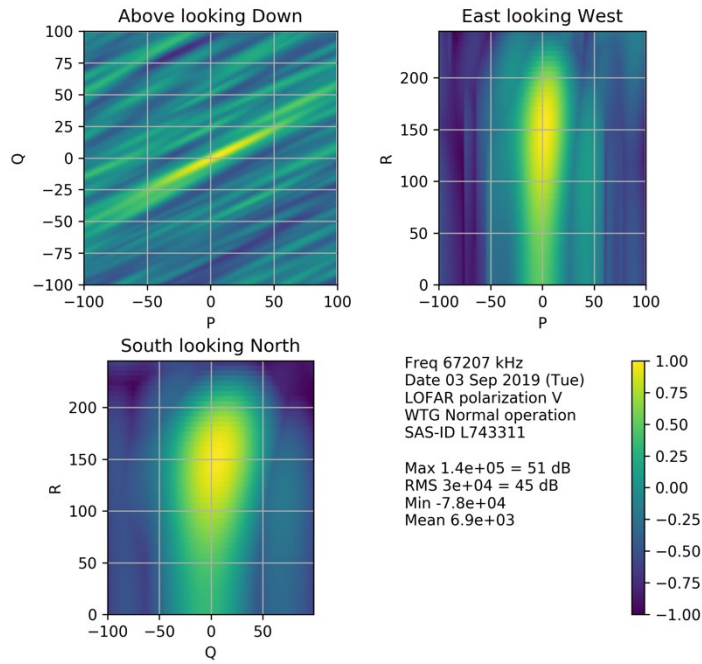 Above looking Down
100
75
50
25
0
−25
−50
−75
−100
Q
−100 −50 0 50 100
P
East looking West
200
150
100
50
0
R
−100 −50 0 50 100
P
South looking North
200
150
100
50
0
R
−100 −50 0 50
Q
Freq 67207 kHz
Date 03 Sep 2019 (Tue)
LOFAR polarization V
WTG Normal operation
SAS-ID L743311
Max 1.4e+05 = 51 dB
RMS 3e+04 = 45 dB
Min -7.8e+04
Mean 6.9e+03
1.00
0.75
0.50
0.25
0.00
−0.25
−0.50
−0.75
−1.00